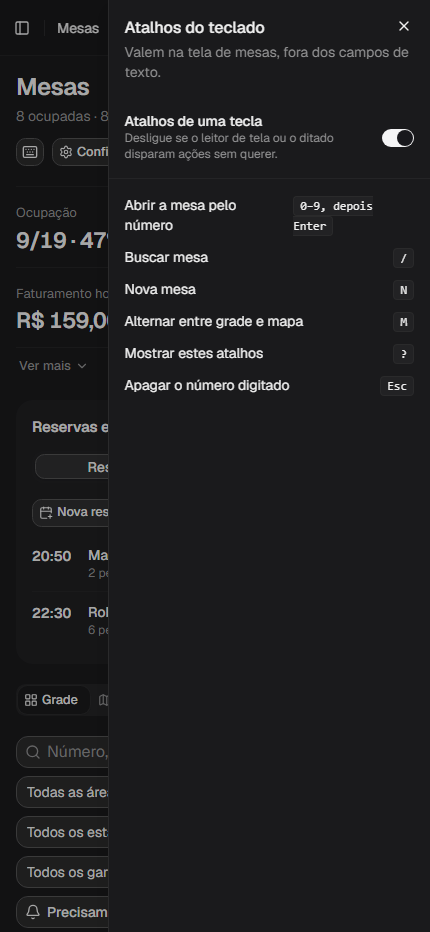 Mesas
Atalhos do teclado
Valem na tela de mesas, fora dos campos de
texto.
Mesas
8 ocupadas · 8
Confi
Atalhos de uma tecla
Desligue se o leitor de tela ou o ditado
disparam ações sem querer.
Abrir a mesa pelo
número
0–9, depois
Enter
Buscar mesa
/
Nova mesa
N
Alternar entre grade e mapa
M
Mostrar estes atalhos
?
Apagar o número digitado
Esc
Ocupação
9/19 · 47
Faturamento ho
R$ 159,0
Ver mais
Reservas e
Res
Nova res
20:50
Ma
2 pe
22:30
Rol
6 pe
Grade
Número,
Todas as áre
Todos os est
Todos os gar
Precisam